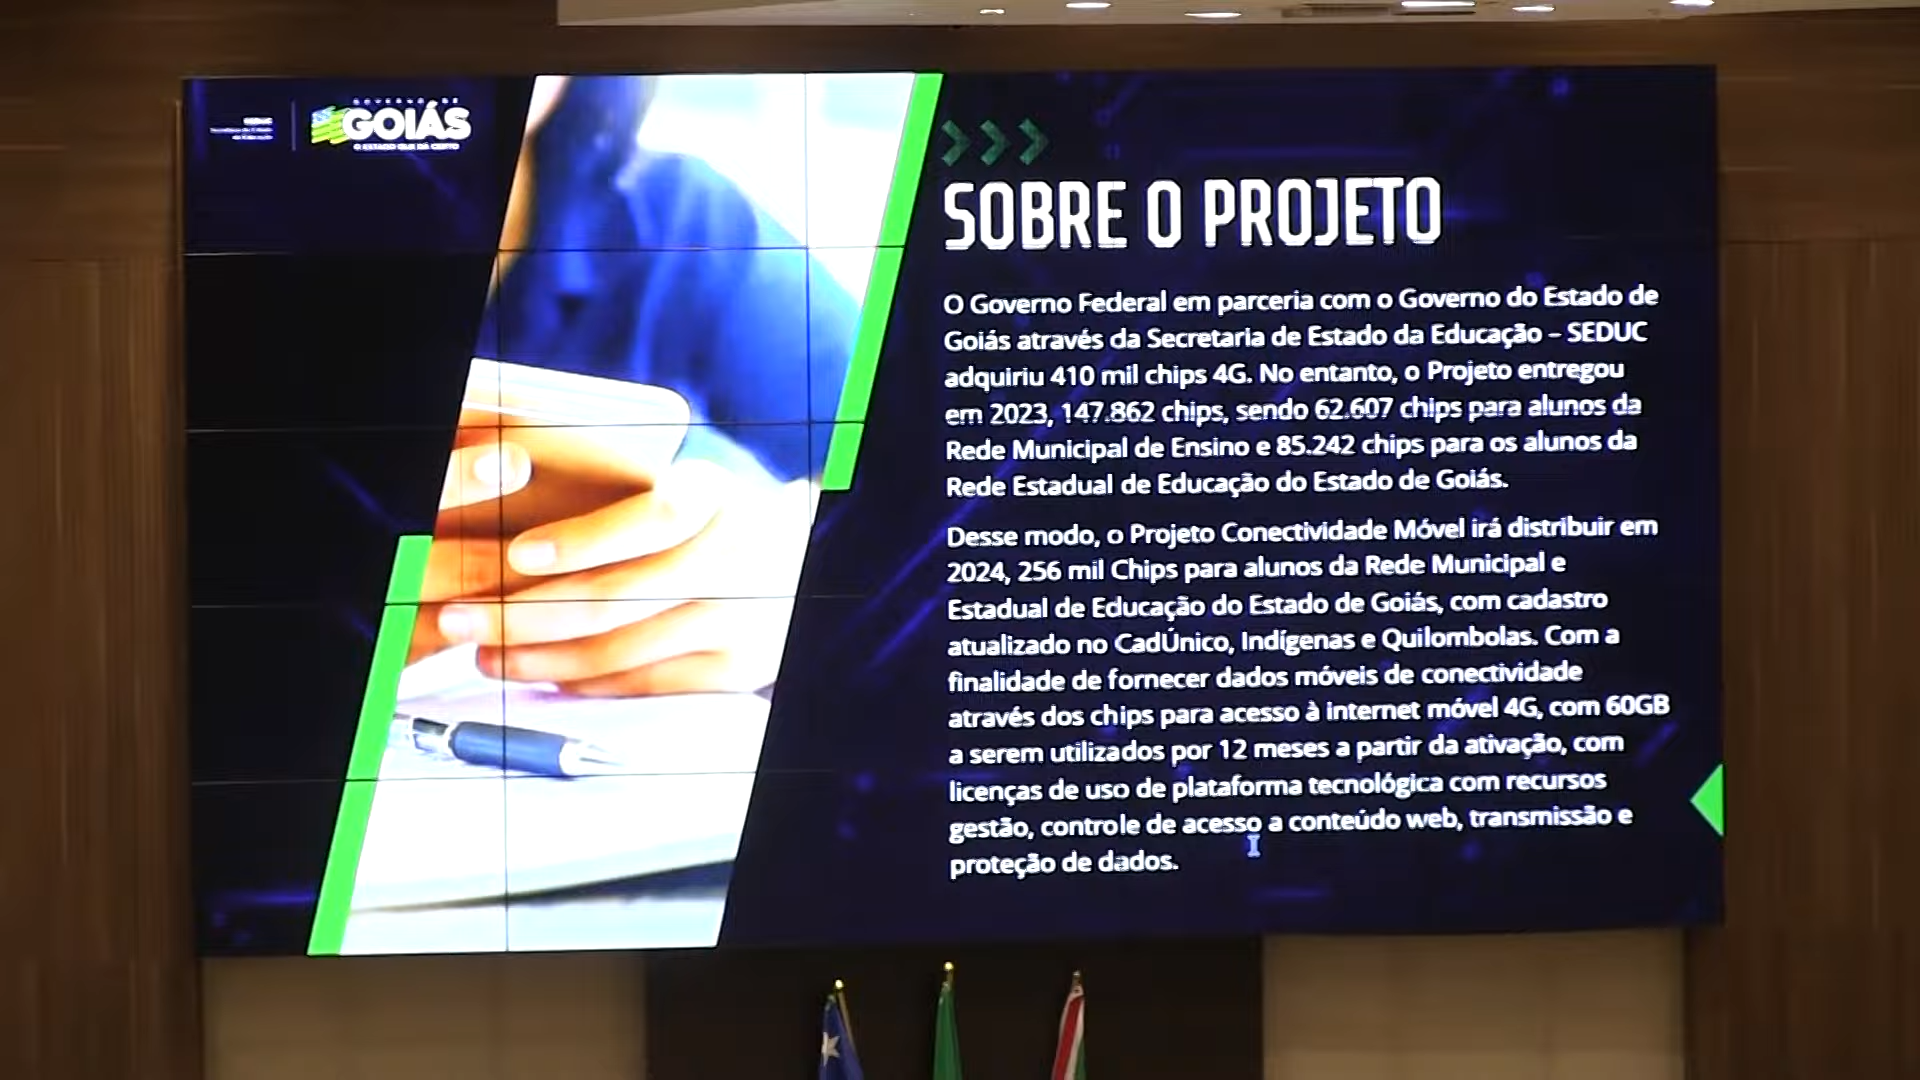 SEDUC
GOVERNO DE
GOIÁS
O ESTADO QUE DÁ CERTO
SOBRE O PROJETO
O Governo Federal em parceria com o Governo do Estado de
Goiás através da Secretaria de Estado da Educação – SEDUC
adquiriu 410 mil chips 4G. No entanto, o Projeto entregou
em 2023, 147.862 chips, sendo 62.607 chips para alunos da
Rede Municipal de Ensino e 85.242 chips para os alunos da
Rede Estadual de Educação do Estado de Goiás.
Desse modo, o Projeto Conectividade Móvel irá distribuir em
2024, 256 mil Chips para alunos da Rede Municipal e
Estadual de Educação do Estado de Goiás, com cadastro
atualizado no CadÚnico, Indígenas e Quilombolas. Com a
finalidade de fornecer dados móveis de conectividade
através dos chips para acesso à internet móvel 4G, com 60GB
a serem utilizados por 12 meses a partir da ativação, com
licenças de uso de plataforma tecnológica com recursos
gestão, controle de acesso a conteúdo web, transmissão e
proteção de dados.